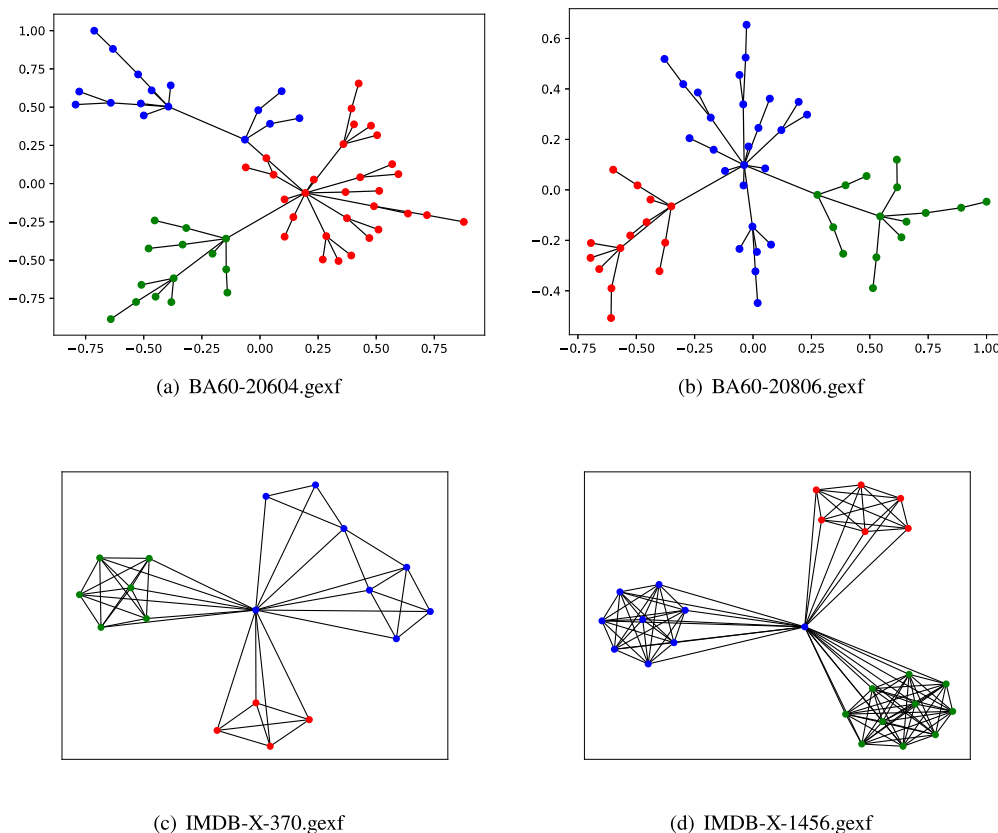 1.00
0.75
0.50
0.25
0.00
−0.25
−0.50
−0.75
−0.75 −0.50 −0.25 0.00 0.25 0.50 0.75
(a) BA60-20604.gexf
0.6
0.4
0.2
0.0
−0.2
−0.4
−0.75 −0.50 −0.25 0.00 0.25 0.50 0.75 1.00
(b) BA60-20806.gexf
(c) IMDB-X-370.gexf
(d) IMDB-X-1456.gexf